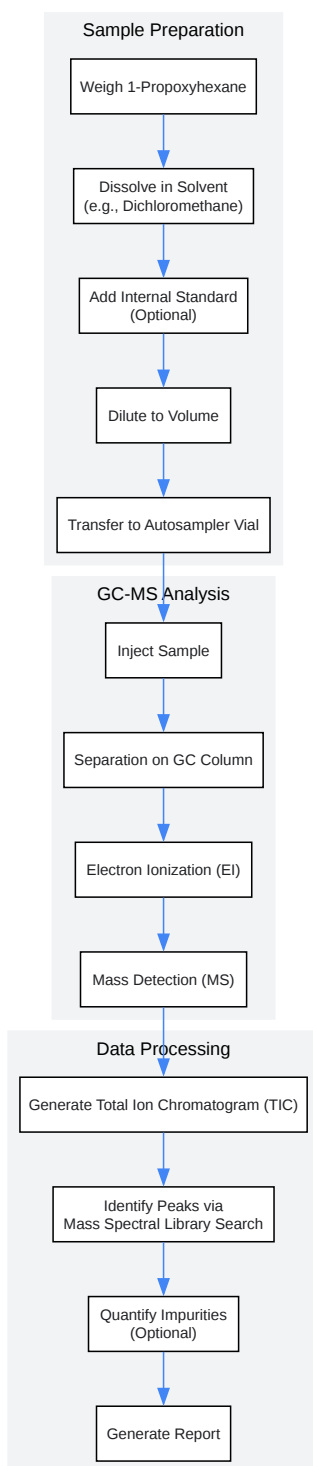 Sample Preparation
Weigh 1-Propoxyhexane
Dissolve in Solvent
(e.g., Dichloromethane)
Add Internal Standard
(Optional)
Dilute to Volume
Transfer to Autosampler Vial
GC-MS Analysis
Inject Sample
Separation on GC Column
Electron Ionization (EI)
Mass Detection (MS)
Data Processing
Generate Total Ion Chromatogram (TIC)
Identify Peaks via
Mass Spectral Library Search
Quantify Impurities
(Optional)
Generate Report